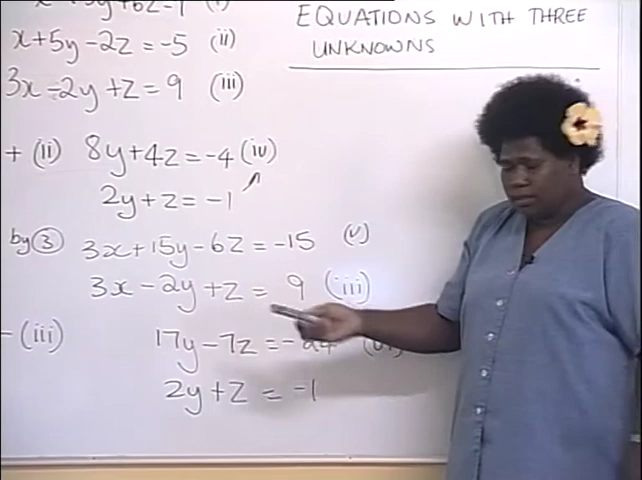 EQUATIONS WITH THREE
UNKNOWNS
x+5y-2z=-5 (ii)
3x-2y+z=9 (iii)
+ (ii) 8y+4z=-4 (iv)
2y+z=-1
by ③ 3x+15y-6z=-15 (v)
3x-2y+z= 9 (iii)
-(iii) 17y-7z=-24
2y+z=-1